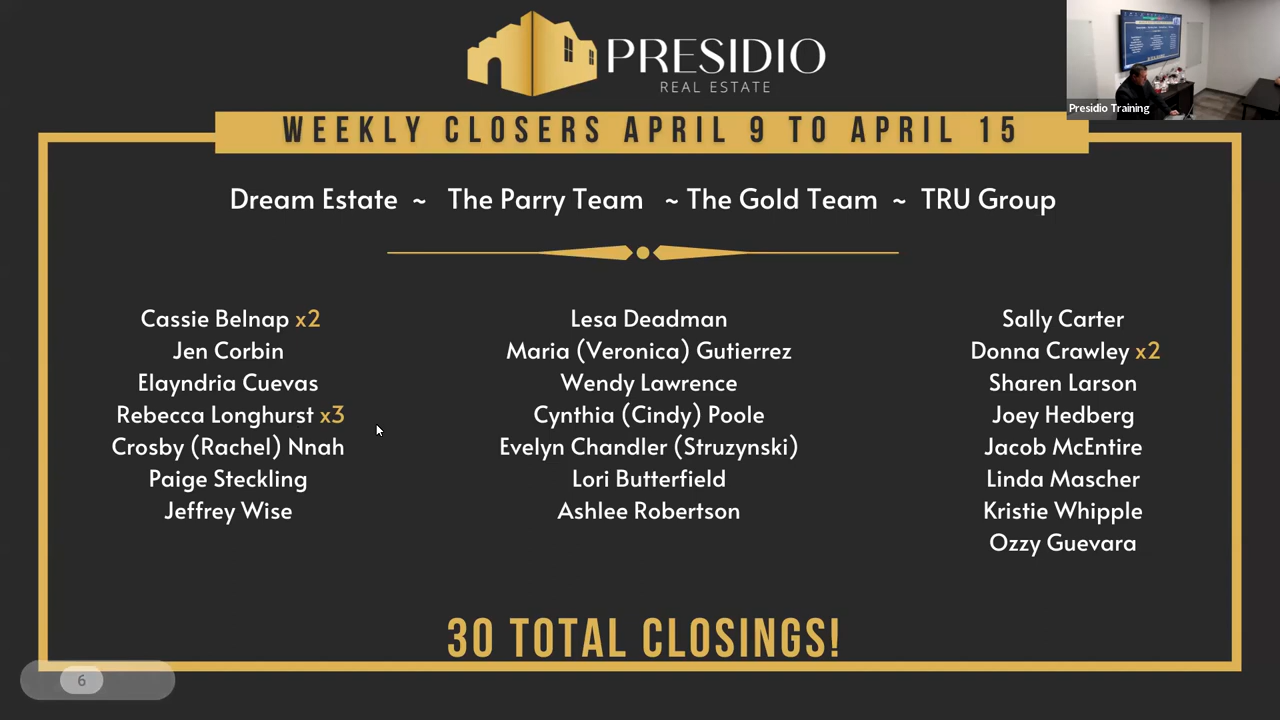 PRESIDIO
REAL ESTATE
Presidio Training
WEEKLY CLOSERS APRIL 9 TO APRIL 15
Dream Estate ~ The Parry Team ~ The Gold Team ~ TRU Group
Cassie Belnap x2
Jen Corbin
Elayndria Cuevas
Rebecca Longhurst x3
Crosby (Rachel) Nnah
Paige Steckling
Jeffrey Wise
Lesa Deadman
Maria (Veronica) Gutierrez
Wendy Lawrence
Cynthia (Cindy) Poole
Evelyn Chandler (Struzynski)
Lori Butterfield
Ashlee Robertson
Sally Carter
Donna Crawley x2
Sharen Larson
Joey Hedberg
Jacob McEntire
Linda Mascher
Kristie Whipple
Ozzy Guevara
30 TOTAL CLOSINGS!
6